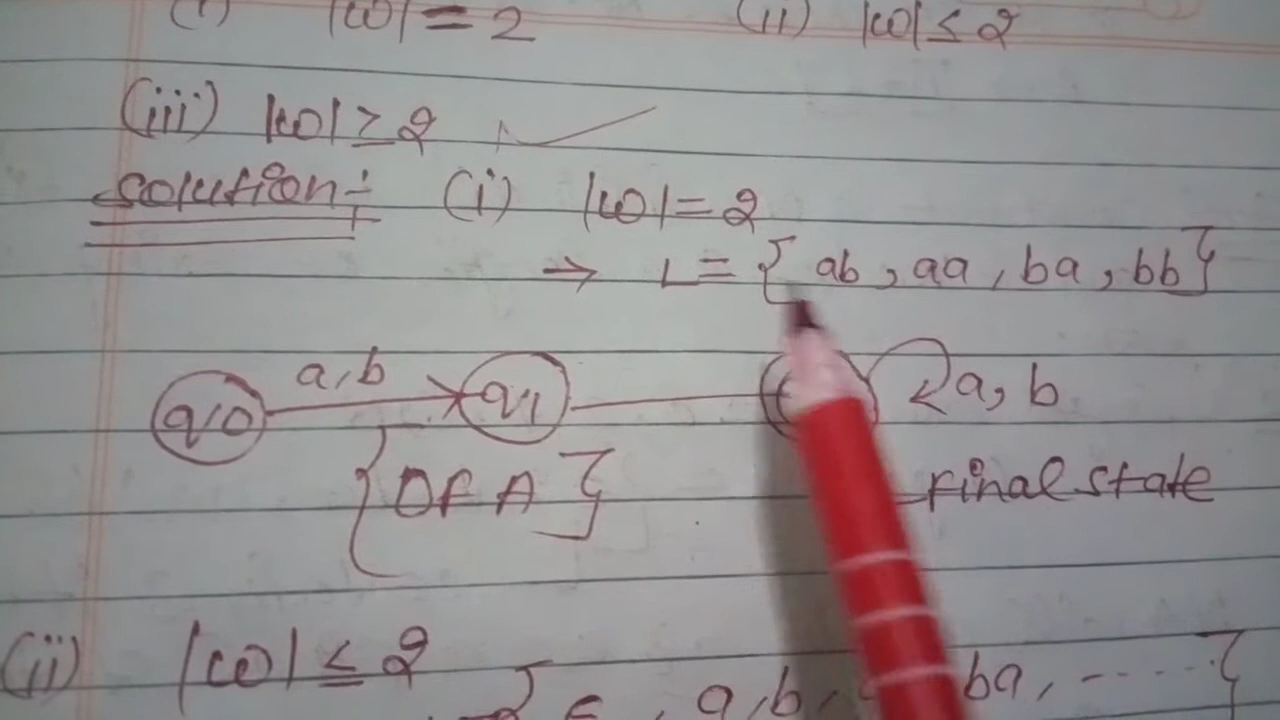 (i) |w| = 2 (ii) |w| ≤ 2
(iii) |w| ≥ 2
Solution:- (i) |w| = 2
→ L = { ab, aa, ba, bb }
q0 a,b q1 a, b
{ DFA } final state
(ii) |w| ≤ 2
{ ε, a, b, ba, ..... }